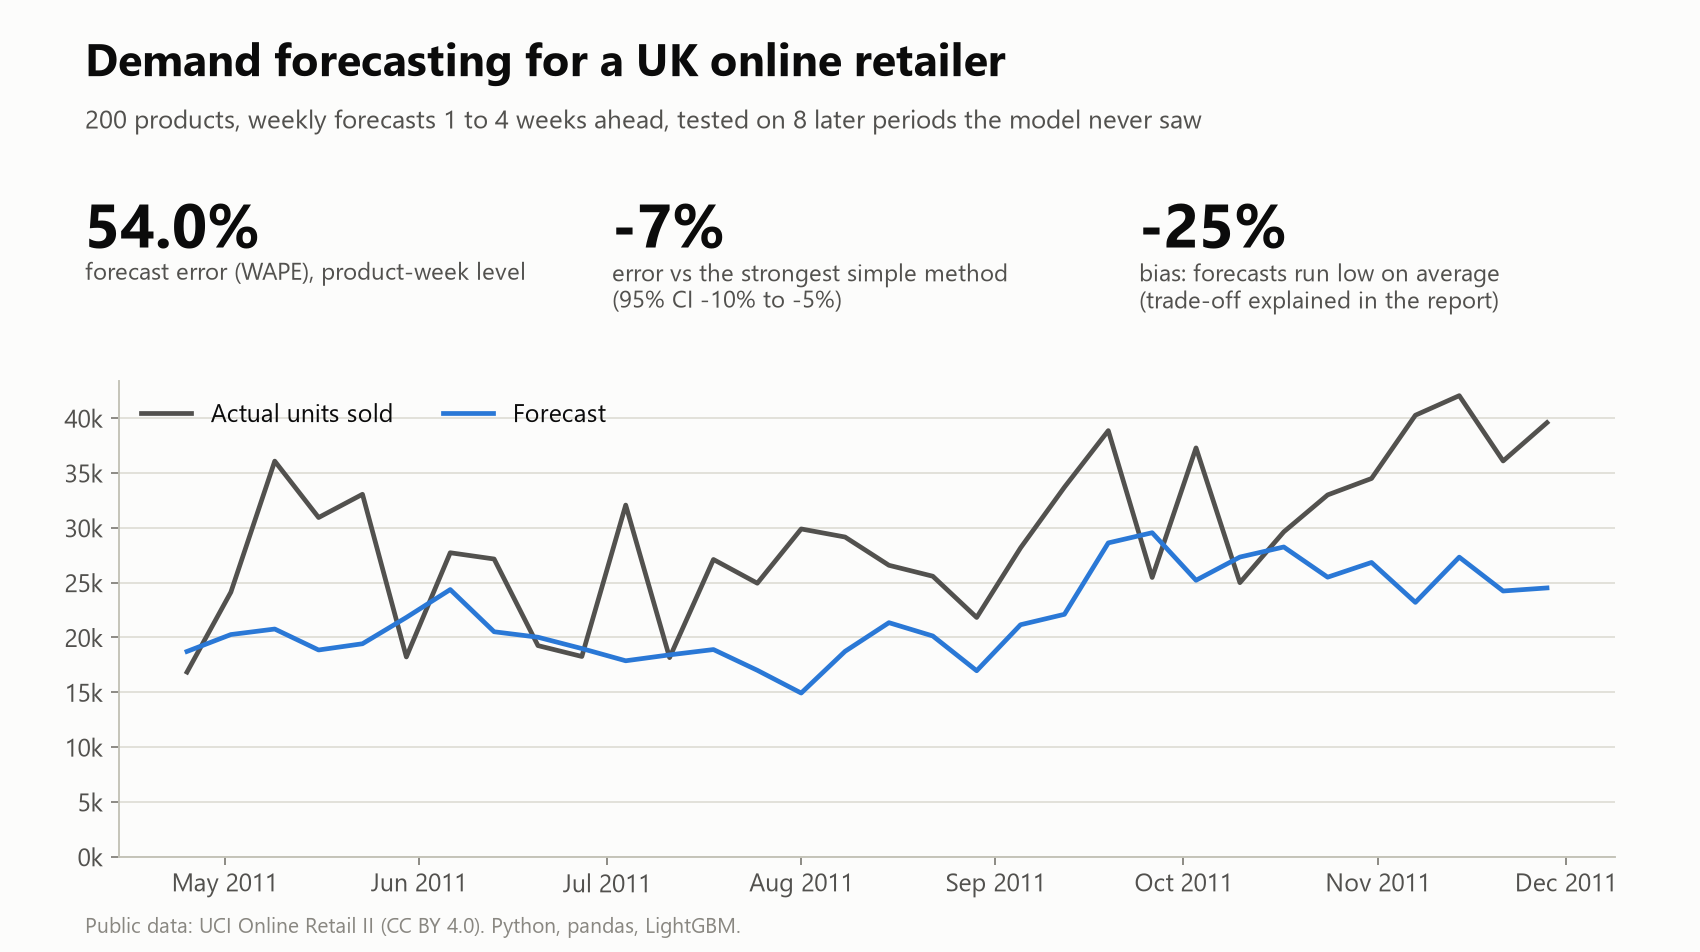 Demand forecasting for a UK online retailer
200 products, weekly forecasts 1 to 4 weeks ahead, tested on 8 later periods the model never saw
54.0%
forecast error (WAPE), product-week level
-7%
error vs the strongest simple method
(95% CI -10% to -5%)
-25%
bias: forecasts run low on average
(trade-off explained in the report)
Actual units sold
Forecast
40k
35k
30k
25k
20k
15k
10k
5k
0k
May 2011
Jun 2011
Jul 2011
Aug 2011
Sep 2011
Oct 2011
Nov 2011
Dec 2011
Public data: UCI Online Retail II (CC BY 4.0). Python, pandas, LightGBM.